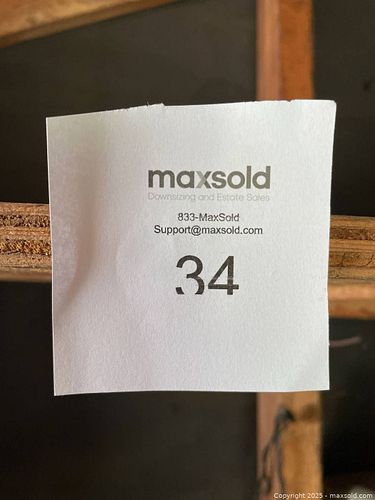 maxsold
Downsizing and Estate Sales
833-MaxSold
Support@maxsold.com
34
Copyright 2025 - maxsold.com